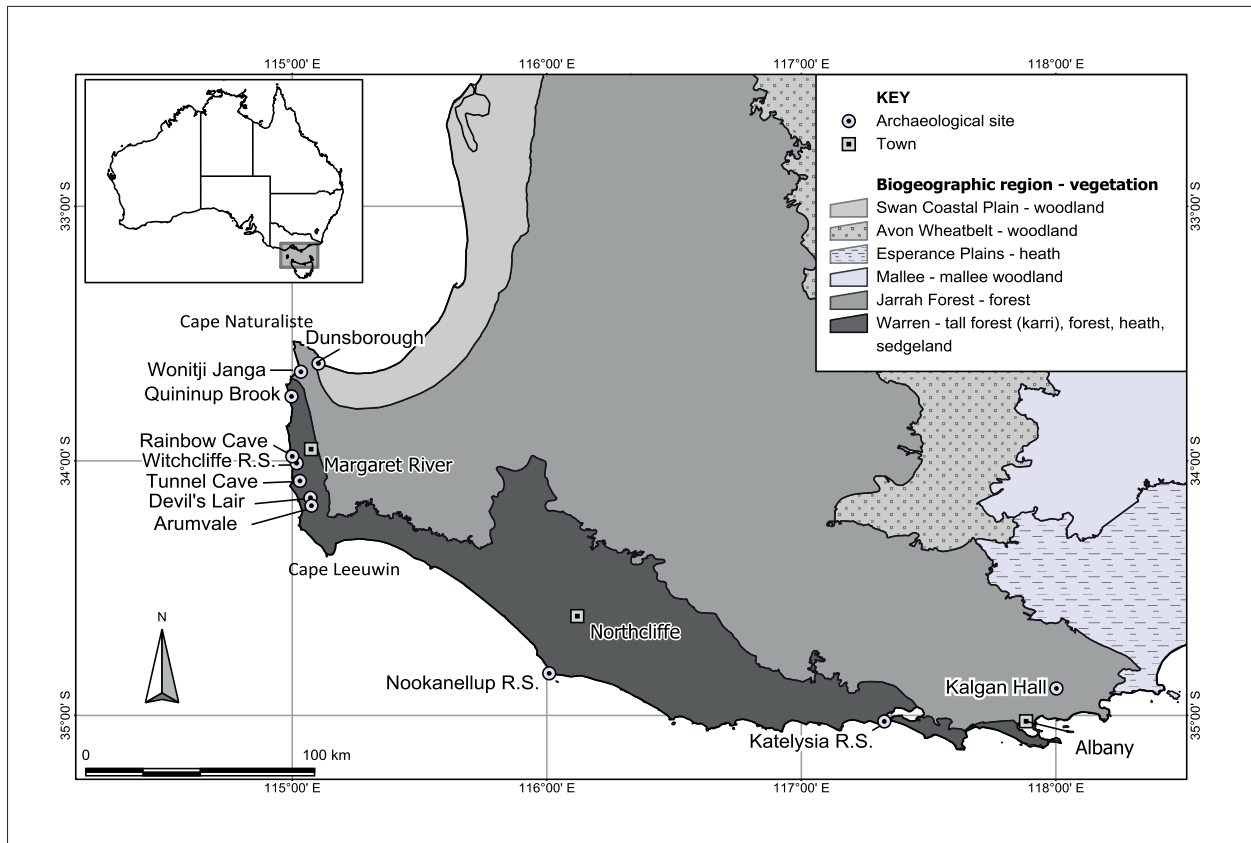 115°00' E
116°00' E
117°00' E
118°00' E
KEY
Archaeological site
Town
Biogeographic region - vegetation
Swan Coastal Plain - woodland
Avon Wheatbelt - woodland
Esperance Plains - heath
Mallee - mallee woodland
Jarrah Forest - forest
Warren - tall forest (karri), forest, heath,
sedgeland
33°00' S
33°00' S
Cape Naturaliste
Dunsborough
Wonitji Janga
Quininup Brook
Rainbow Cave
Witchcliffe R.S.
Margaret River
34°00' S
34°00' S
Tunnel Cave
Devil's Lair
Arumvale
Cape Leeuwin
N
Northcliffe
Nookanellup R.S.
Kalgan Hall
35°00' S
35°00' S
Katelysia R.S.
Albany
0
100 km
115°00' E
116°00' E
117°00' E
118°00' E